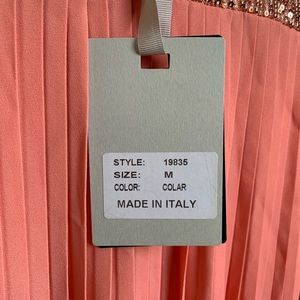 STYLE: 19835
SIZE: M
COLOR: COLAR
MADE IN ITALY